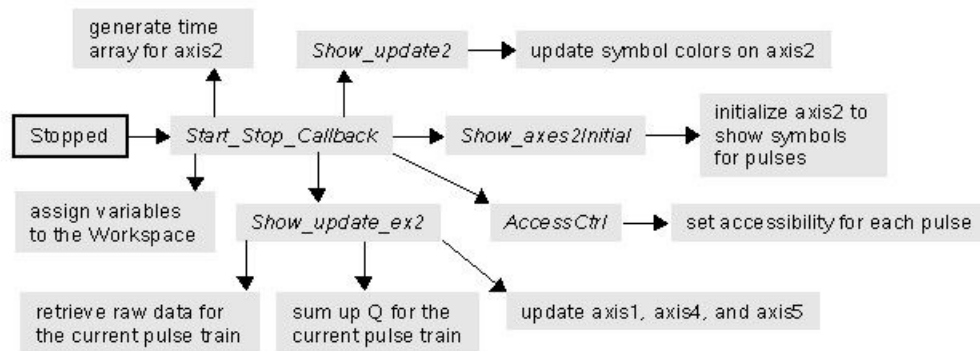 generate time
array for axis2
Show_update2
update symbol colors on axis2
Stopped
Start_Stop_Callback
Show_axes2Initial
initialize axis2 to
show symbols
for pulses
assign variables
to the Workspace
Show_update_ex2
AccessCtrl
set accessibility for each pulse
retrieve raw data for
the current pulse train
sum up Q for the
current pulse train
update axis1, axis4, and axis5